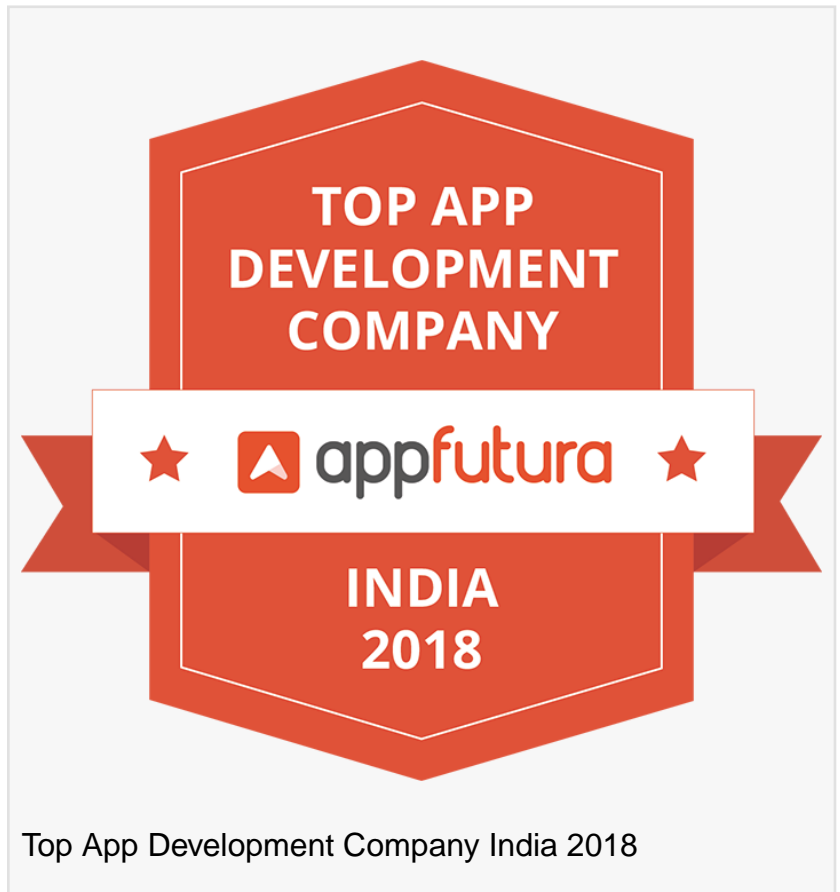 TOP APP
DEVELOPMENT
COMPANY
appfutura
INDIA
2018
Top App Development Company India 2018